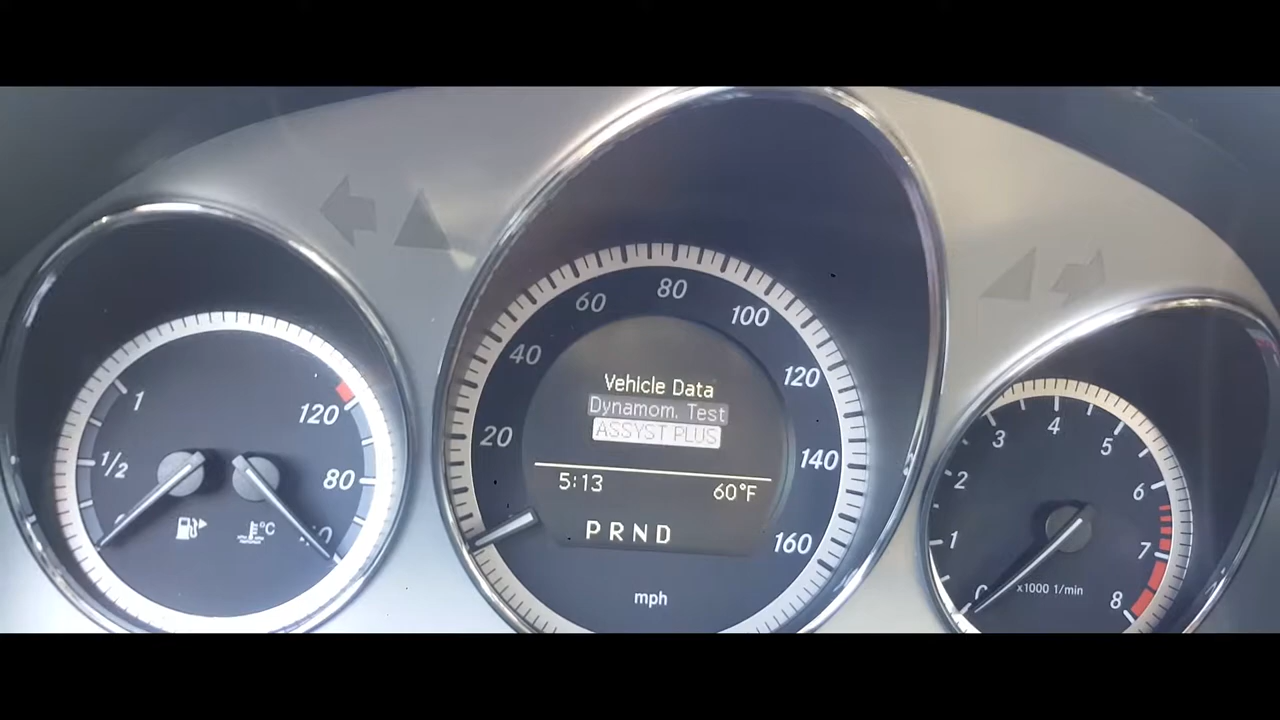 1
1/2
120
80
°C
20
40
60
80
100
120
140
160
Vehicle Data
Dynamom. Test
ASSYST PLUS
5:13 60°F
PRND
mph
1
2
3
4
5
6
7
8
x1000 1/min